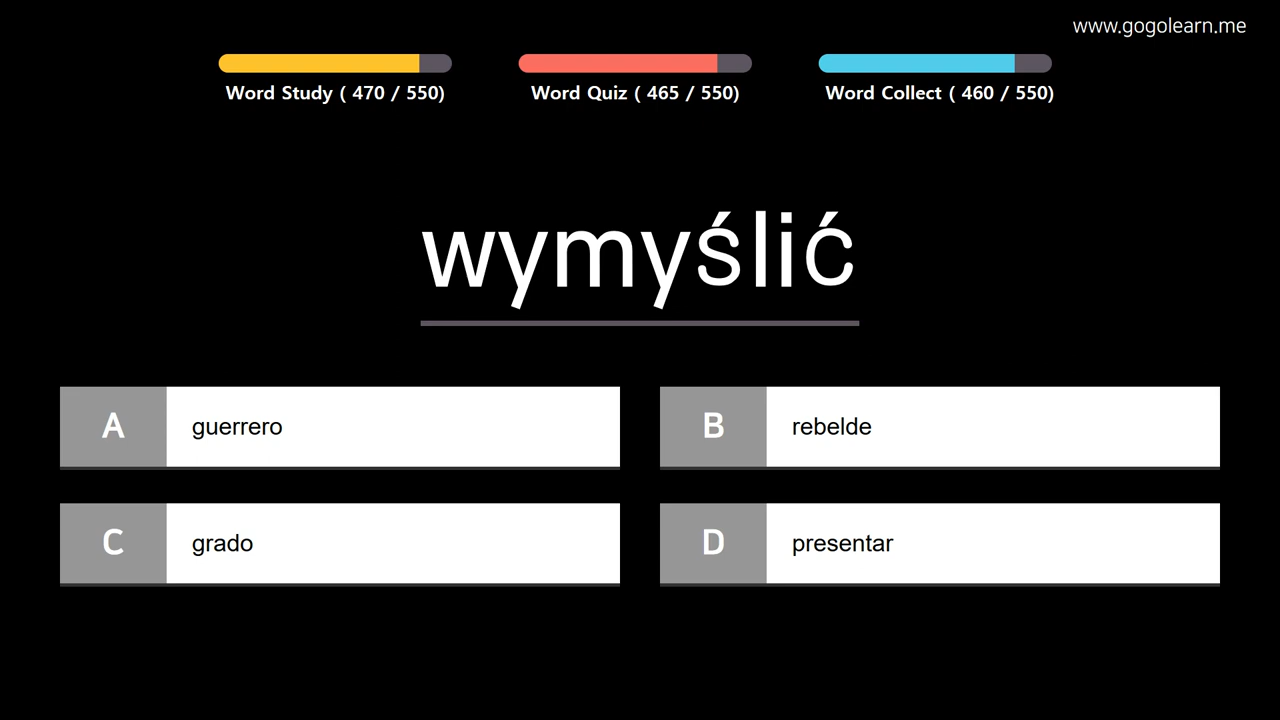 www.gogolearn.me
Word Study ( 470 / 550)
Word Quiz ( 465 / 550)
Word Collect ( 460 / 550)
wymyślić
A guerrero
B rebelde
C grado
D presentar